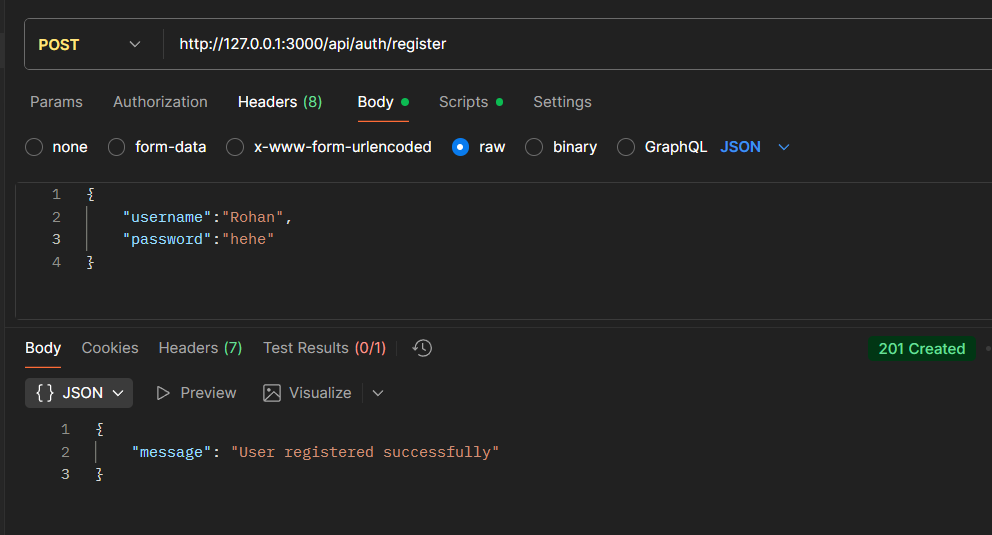 POST http://127.0.0.1:3000/api/auth/register
Params Authorization Headers (8) Body Scripts Settings
none form-data x-www-form-urlencoded raw binary GraphQL JSON
1 {
2 "username":"Rohan",
3 "password":"hehe"
4 }
Body Cookies Headers (7) Test Results (0/1) 201 Created
{} JSON Preview Visualize
1 {
2 "message": "User registered successfully"
3 }